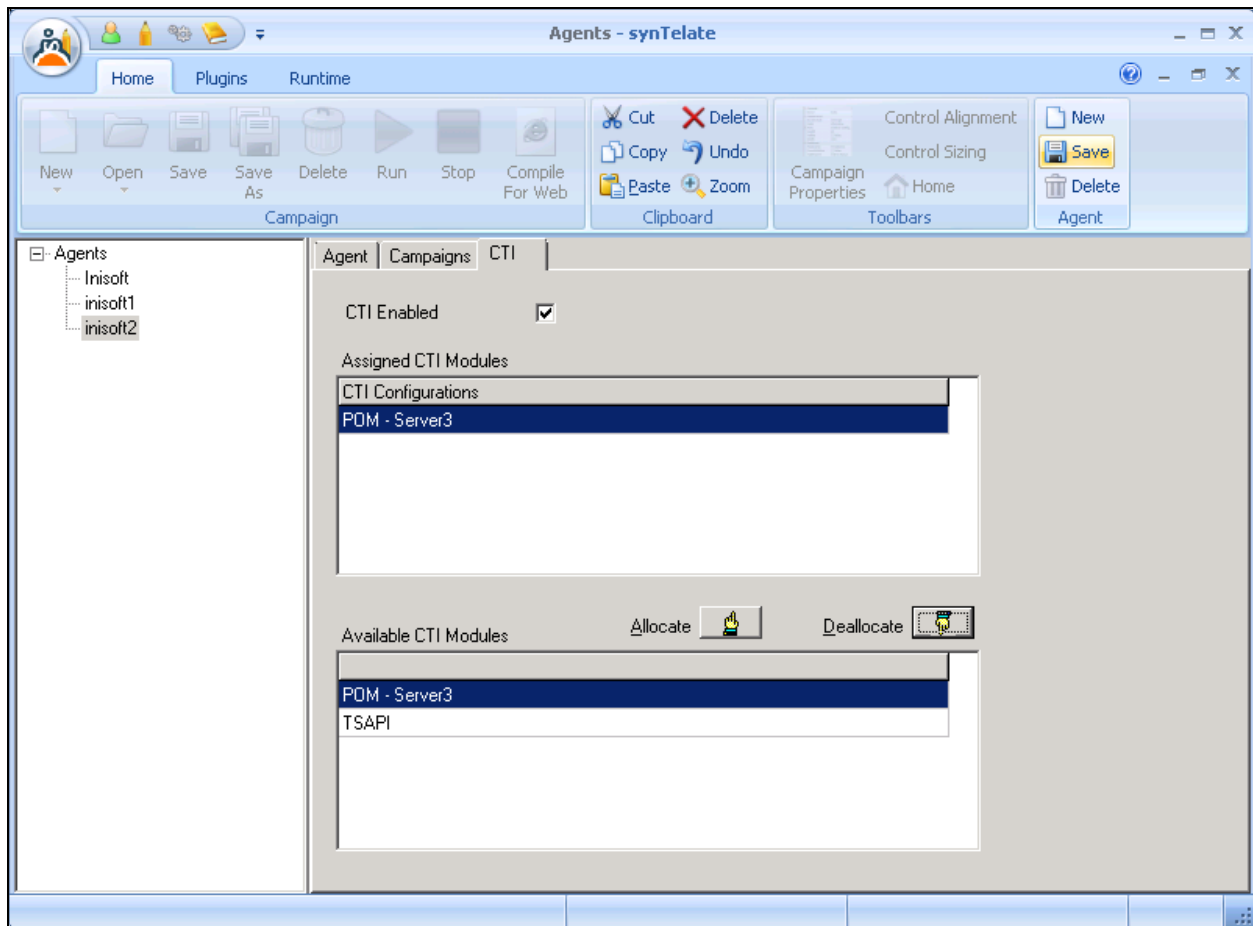 Agents - synTelate
Home Plugins Runtime
New Open Save Save As Delete Run Stop Compile For Web
Campaign
Cut Delete
Copy Undo
Paste Zoom
Clipboard
Campaign Properties
Control Alignment
Control Sizing
Home
Toolbars
New
Save
Delete
Agent
Agents
Inisoft
inisoft1
inisoft2
Agent Campaigns CTI
CTI Enabled
Assigned CTI Modules
CTI Configurations
POM - Server3
Allocate Deallocate
Available CTI Modules
POM - Server3
TSAPI